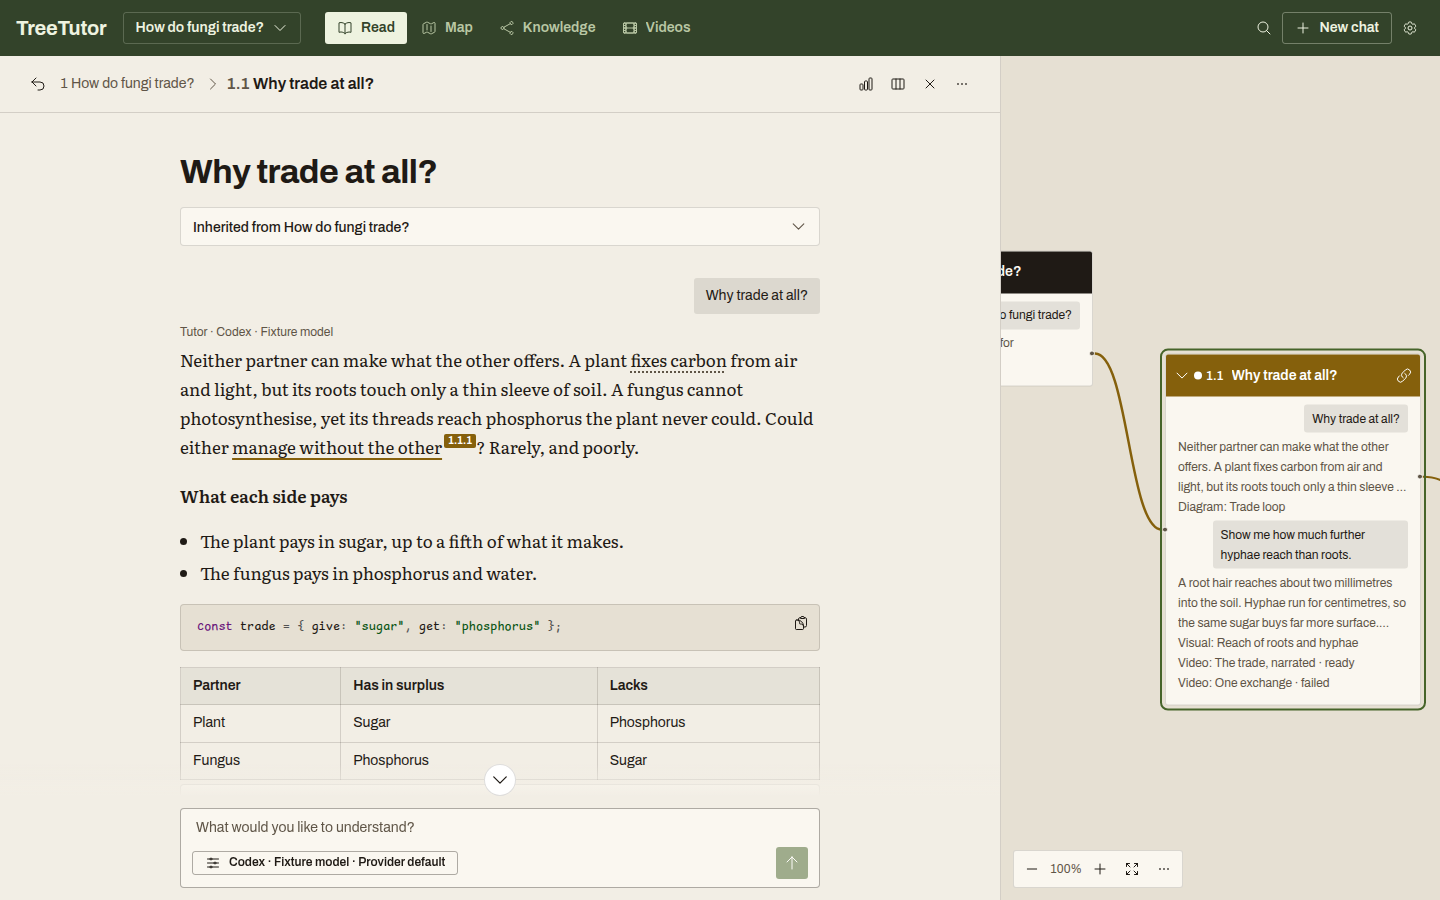 TreeTutor
How do fungi trade?
Read
Map
Knowledge
Videos
New chat
1 How do fungi trade?
1.1 Why trade at all?
Why trade at all?
Inherited from How do fungi trade?
Why trade at all?
Tutor · Codex · Fixture model
Neither partner can make what the other offers. A plant fixes carbon from air
and light, but its roots touch only a thin sleeve of soil. A fungus cannot
photosynthesise, yet its threads reach phosphorus the plant never could. Could
either manage without the other 1.1.1? Rarely, and poorly.
What each side pays
The plant pays in sugar, up to a fifth of what it makes.
The fungus pays in phosphorus and water.
const trade = { give: "sugar", get: "phosphorus" };
Partner Has in surplus Lacks
Plant Sugar Phosphorus
Fungus Phosphorus Sugar
What would you like to understand?
Codex · Fixture model · Provider default
de?
o fungi trade?
for
1.1 Why trade at all?
Why trade at all?
Neither partner can make what the other
offers. A plant fixes carbon from air and
light, but its roots touch only a thin sleeve ...
Diagram: Trade loop
Show me how much further
hyphae reach than roots.
A root hair reaches about two millimetres
into the soil. Hyphae run for centimetres, so
the same sugar buys far more surface....
Visual: Reach of roots and hyphae
Video: The trade, narrated · ready
Video: One exchange · failed
100%